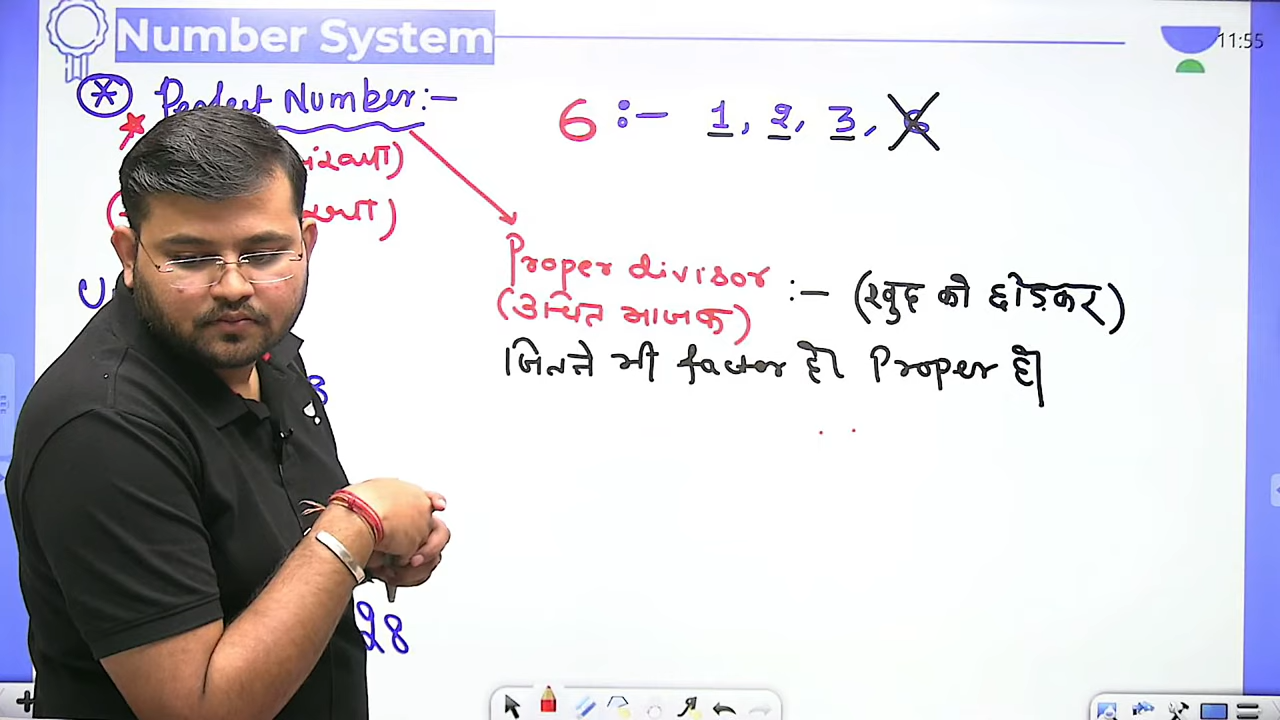 Number System
11:55
* Perfect Number:-
6 :- 1, 2, 3, 6
Proper divisor
(उचित भाजक) :- (खुद को छोड़कर)
जितने भी factor है। Proper है।
28